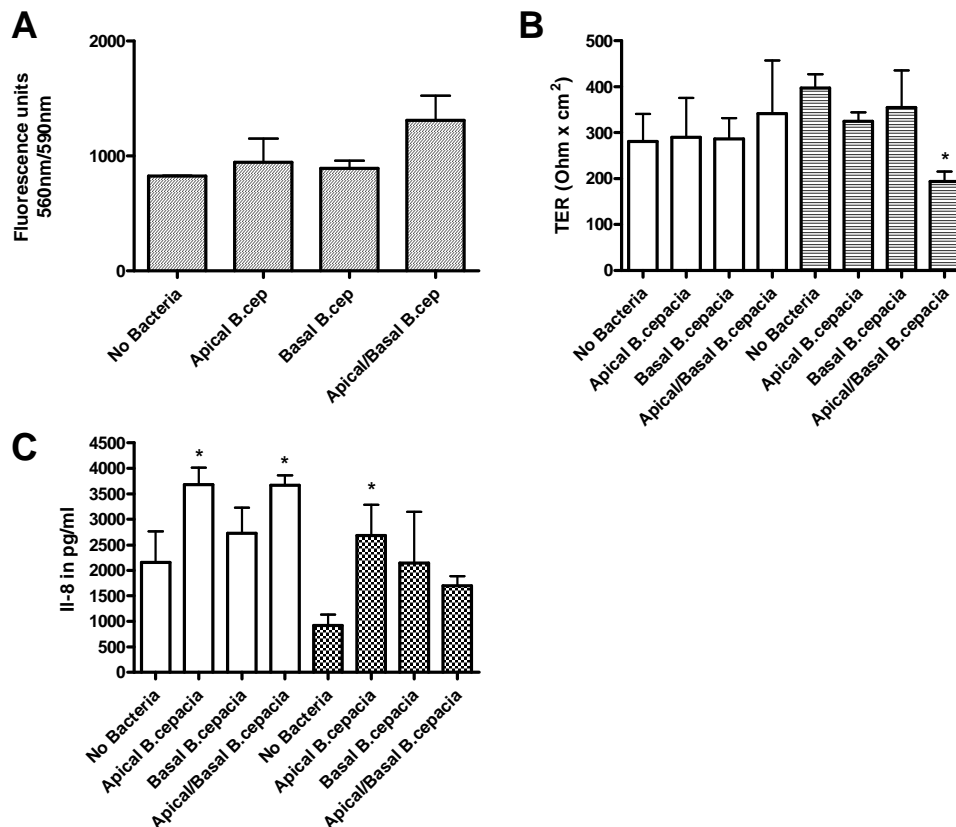 A
Fluorescence units
560nm/590nm
2000
1000
0
No Bacteria
Apical B.cep
Basal B.cep
Apical/Basal B.cep
B
TER (Ohm x cm2)
500
400
300
200
100
0
*
No Bacteria
Apical B.cepacia
Basal B.cepacia
Apical/Basal B.cepacia
No Bacteria
Apical B.cepacia
Basal B.cepacia
Apical/Basal B.cepacia
C
Il-8 in pg/ml
4500
4000
3500
3000
2500
2000
1500
1000
500
0
*
*
*
No Bacteria
Apical B.cepacia
Basal B.cepacia
Apical/Basal B.cepacia
No Bacteria
Apical B.cepacia
Basal B.cepacia
Apical/Basal B.cepacia